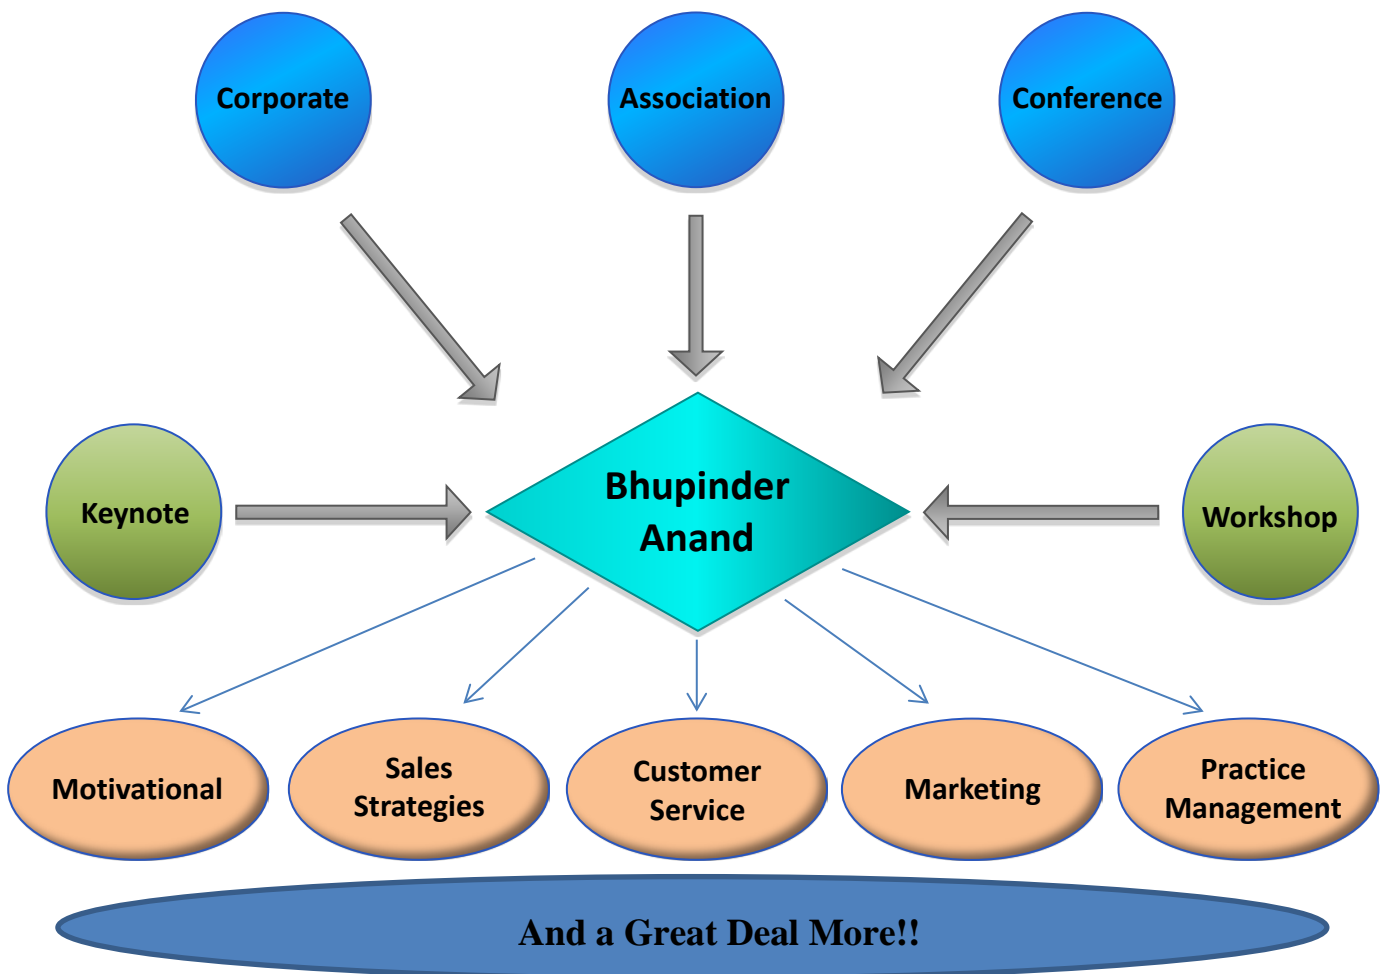 Corporate
Association
Conference
Keynote
Bhupinder
Anand
Workshop
Motivational
Sales
Strategies
Customer
Service
Marketing
Practice
Management
And a Great Deal More!!